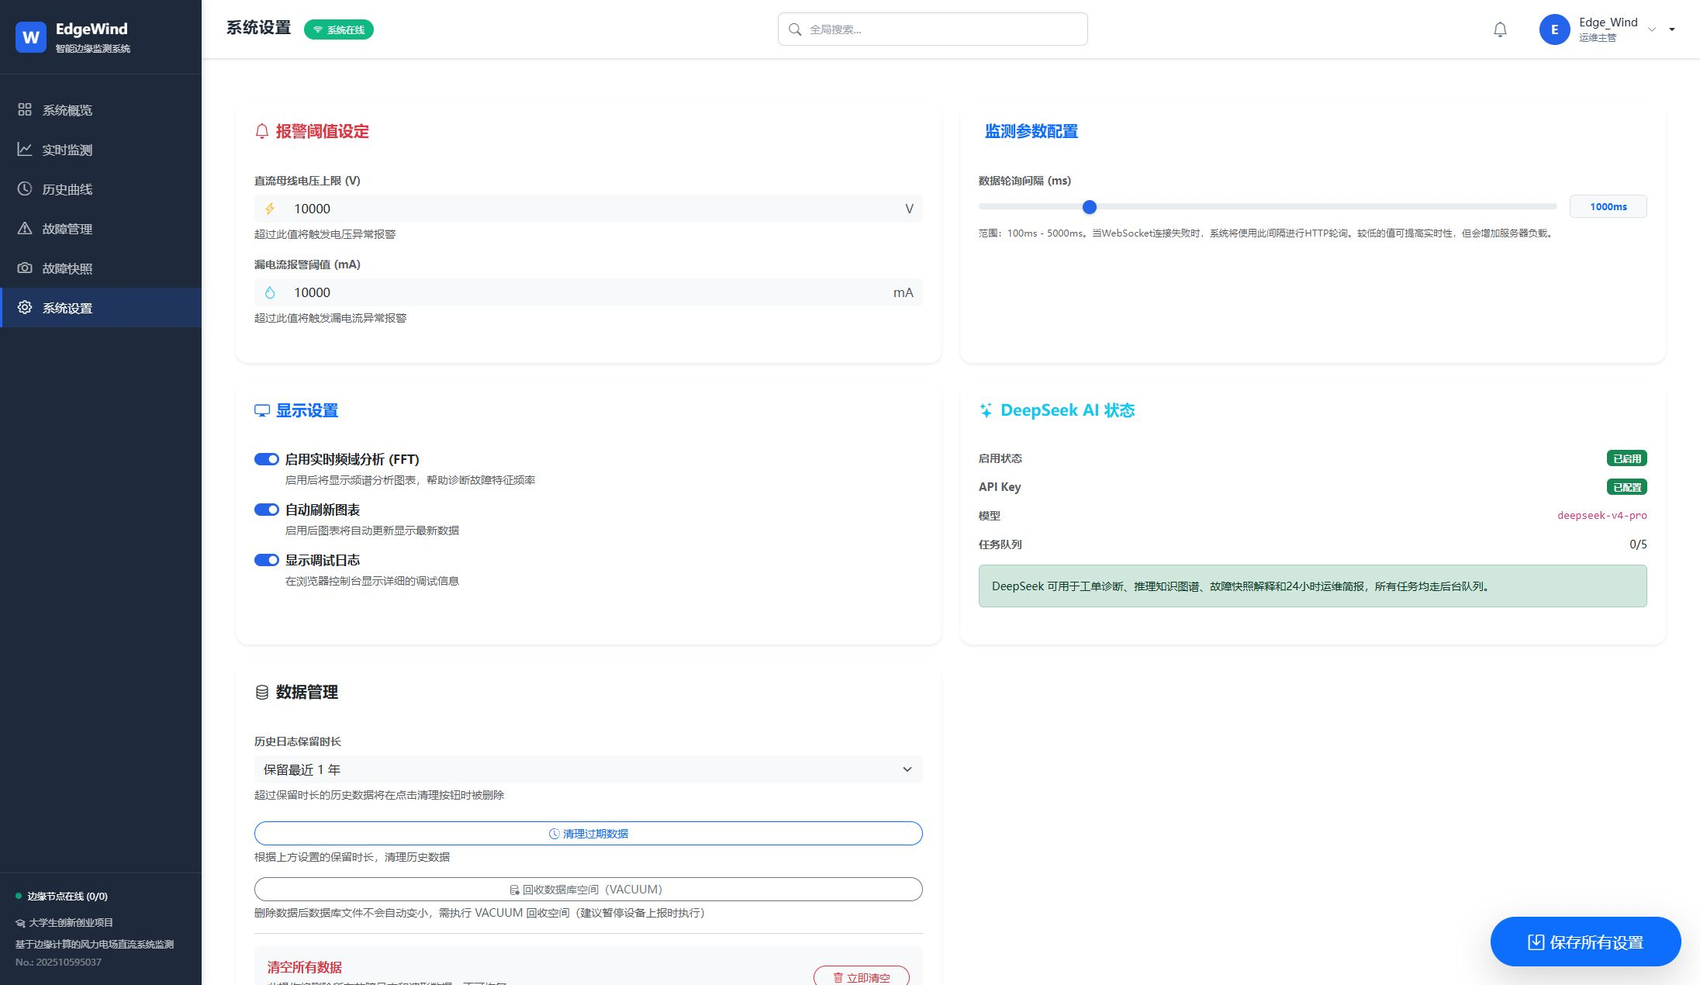 W
EdgeWind
智能边缘监测系统
系统概览
实时监测
历史曲线
故障管理
故障快照
系统设置
边缘节点在线 (0/0)
大学生创新创业项目
基于边缘计算的风力电场直流系统监测
No.: 202510595037
系统设置
系统在线
全局搜索...
E
Edge_Wind
运维主管
报警阈值设定
直流母线电压上限 (V)
10000 V
超过此值将触发电压异常报警
漏电流报警阈值 (mA)
10000 mA
超过此值将触发漏电流异常报警
监测参数配置
数据轮询间隔 (ms)
1000ms
范围：100ms - 5000ms。当WebSocket连接失败时，系统将使用此间隔进行HTTP轮询。较低的值可提高实时性，但会增加服务器负载。
显示设置
启用实时频域分析 (FFT)
启用后将显示频谱分析图表，帮助诊断故障特征频率
自动刷新图表
启用后图表将自动更新显示最新数据
显示调试日志
在浏览器控制台显示详细的调试信息
DeepSeek AI 状态
启用状态 已启用
API Key 已配置
模型 deepseek-v4-pro
任务队列 0/5
DeepSeek 可用于工单诊断、推理知识图谱、故障快照解释和24小时运维简报，所有任务均走后台队列。
数据管理
历史日志保留时长
保留最近 1 年
超过保留时长的历史数据将在点击清理按钮时被删除
清理过期数据
根据上方设置的保留时长，清理历史数据
回收数据库空间（VACUUM）
删除数据后数据库文件不会自动变小，需执行 VACUUM 回收空间（建议暂停设备上报时执行）
清空所有数据
立即清空
保存所有设置